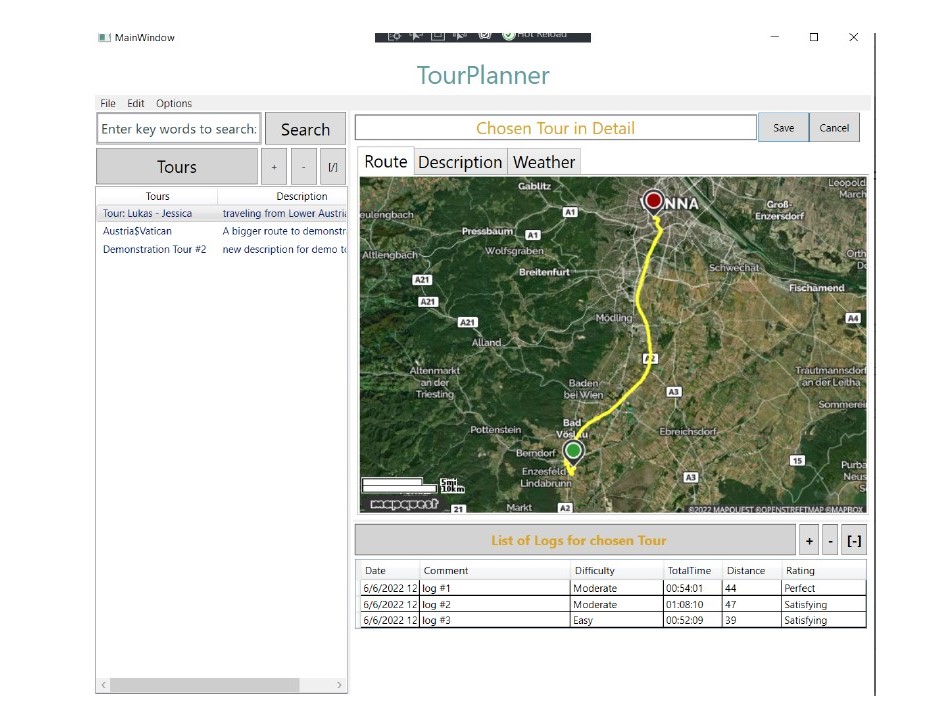 MainWindow
Hot Reload
TourPlanner
File Edit Options
Enter key words to search:
Search
Chosen Tour in Detail
Save
Cancel
Tours
+
-
[/]
Route
Description
Weather
Tours Description
Tour: Lukas - Jessica traveling from Lower Austria
Austria$Vatican A bigger route to demonstr
Demonstration Tour #2 new description for demo to
Gablitz
Leopold
March
NNA
Groß-
Enzersdorf
eulengbach
A1
Pressbaum
A1
Altlengbach
Wolfsgraben
Orth
Breitenfurt
Schwechat
A21
Fischamend
A21
Mödling
A4
A21
Alland
A2
Altenmarkt
an der
Triesting
Trautmannsdorf
an der Leitha
Baden
bei Wien
A3
Sommerei
Bad
Vöslau
Pottenstein
Ebreichsdorf
Berndorf
15
Purba
Neus
Enzesfeld-
Lindabrunn
A3
5mi
10km
mapquest
21
Markt
A2
©2022 MAPQUEST ©OPENSTREETMAP ©MAPBOX
List of Logs for chosen Tour
+
-
[-]
Date Comment Difficulty TotalTime Distance Rating
6/6/2022 12 log #1 Moderate 00:54:01 44 Perfect
6/6/2022 12 log #2 Moderate 01:08:10 47 Satisfying
6/6/2022 12 log #3 Easy 00:52:09 39 Satisfying